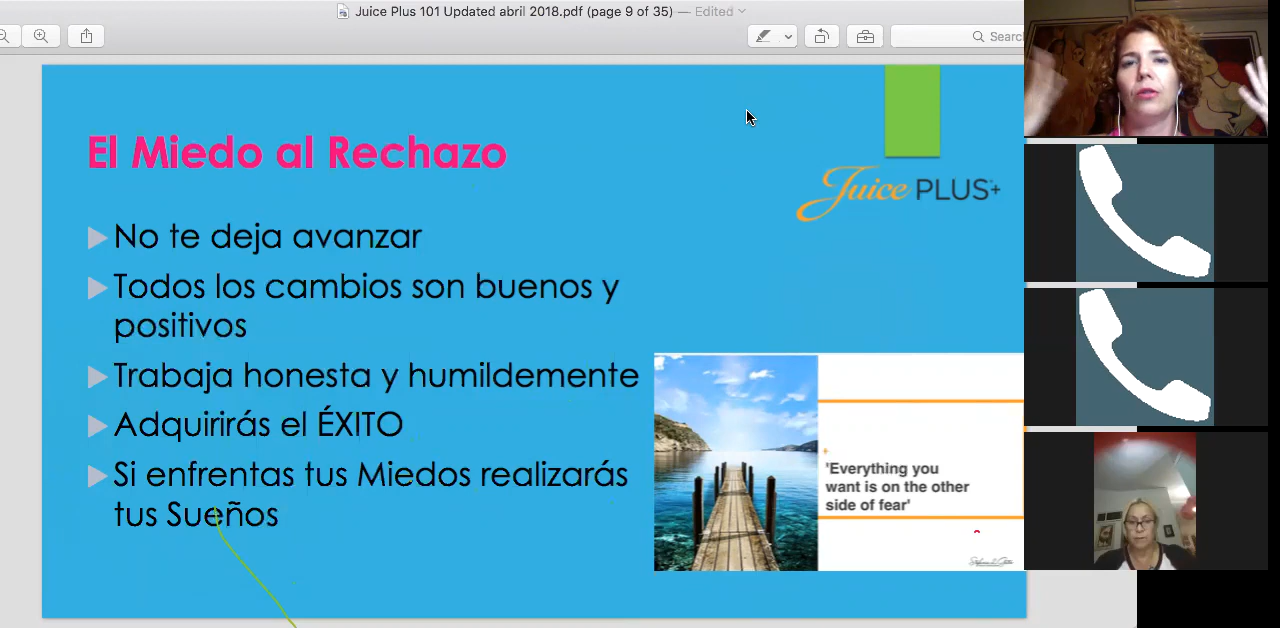 Juice Plus 101 Updated abril 2018.pdf (page 9 of 35) — Edited
Search
El Miedo al Rechazo
Juice PLUS+
No te deja avanzar
Todos los cambios son buenos y
positivos
Trabaja honesta y humildemente
Adquirirás el ÉXITO
Si enfrentas tus Miedos realizarás
tus Sueños
'Everything you
want is on the other
side of fear'